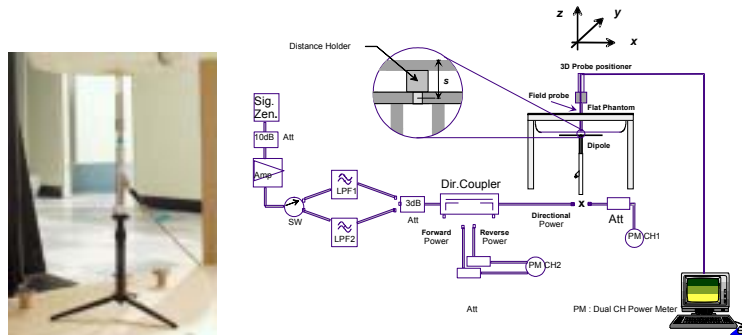 z
y
x
Distance Holder
s
3D Probe positioner
Field probe
Flat Phantom
Dipole
Sig.
Zen.
10dB
Att
Amp
SW
LPF1
LPF2
3dB
Att
Dir.Coupler
Forward
Power
Reverse
Power
Directional
Power
x
Att
PM CH1
PM CH2
Att
PM : Dual CH Power Meter